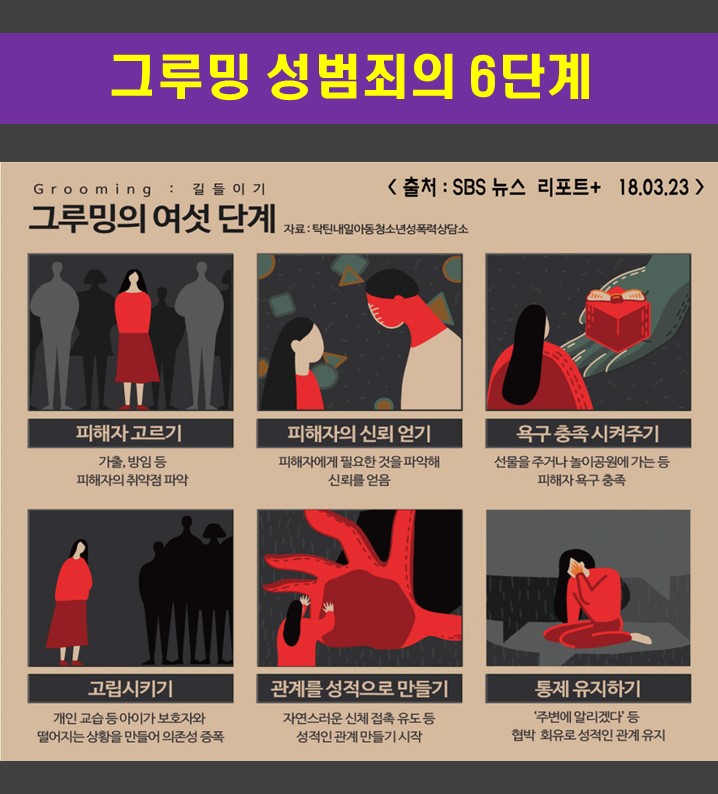 그루밍 성범죄의 6단계
Grooming : 길들이기
< 출처 : SBS 뉴스 리포트+ 18.03.23 >
그루밍의 여섯 단계 자료 : 탁틴내일아동청소년성폭력상담소
피해자 고르기
가출, 방임 등
피해자의 취약점 파악
피해자의 신뢰 얻기
피해자에게 필요한 것을 파악해
신뢰를 얻음
욕구 충족 시켜주기
선물을 주거나 놀이공원에 가는 등
피해자 욕구 충족
고립시키기
개인 교습 등 아이가 보호자와
떨어지는 상황을 만들어 의존성 증폭
관계를 성적으로 만들기
자연스러운 신체 접촉 유도 등
성적인 관계 만들기 시작
통제 유지하기
'주변에 알리겠다' 등
협박 회유로 성적인 관계 유지